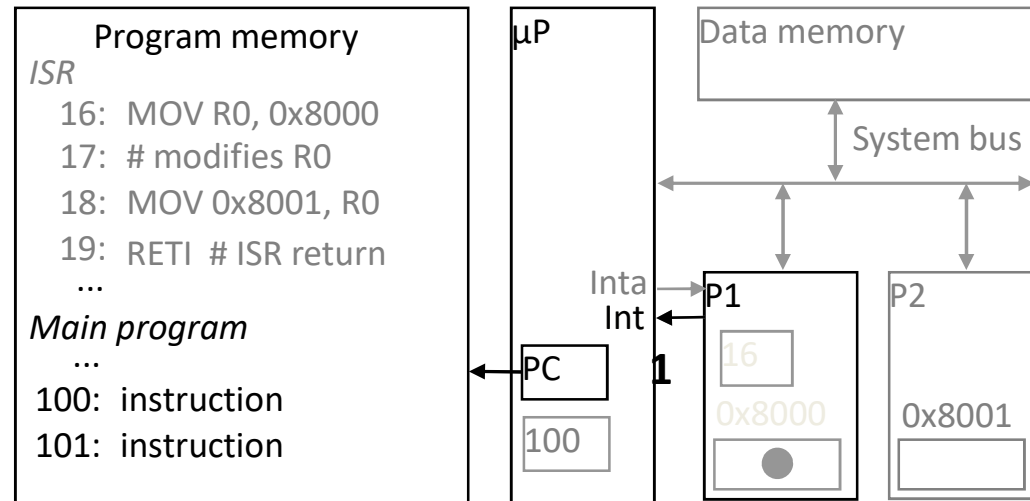 Program memory
ISR
16: MOV R0, 0x8000
17: # modifies R0
18: MOV 0x8001, R0
19: RETI # ISR return
...
Main program
...
100: instruction
101: instruction
μP
Inta
Int
PC
1
100
Data memory
System bus
P1
16
0x8000
P2
0x8001